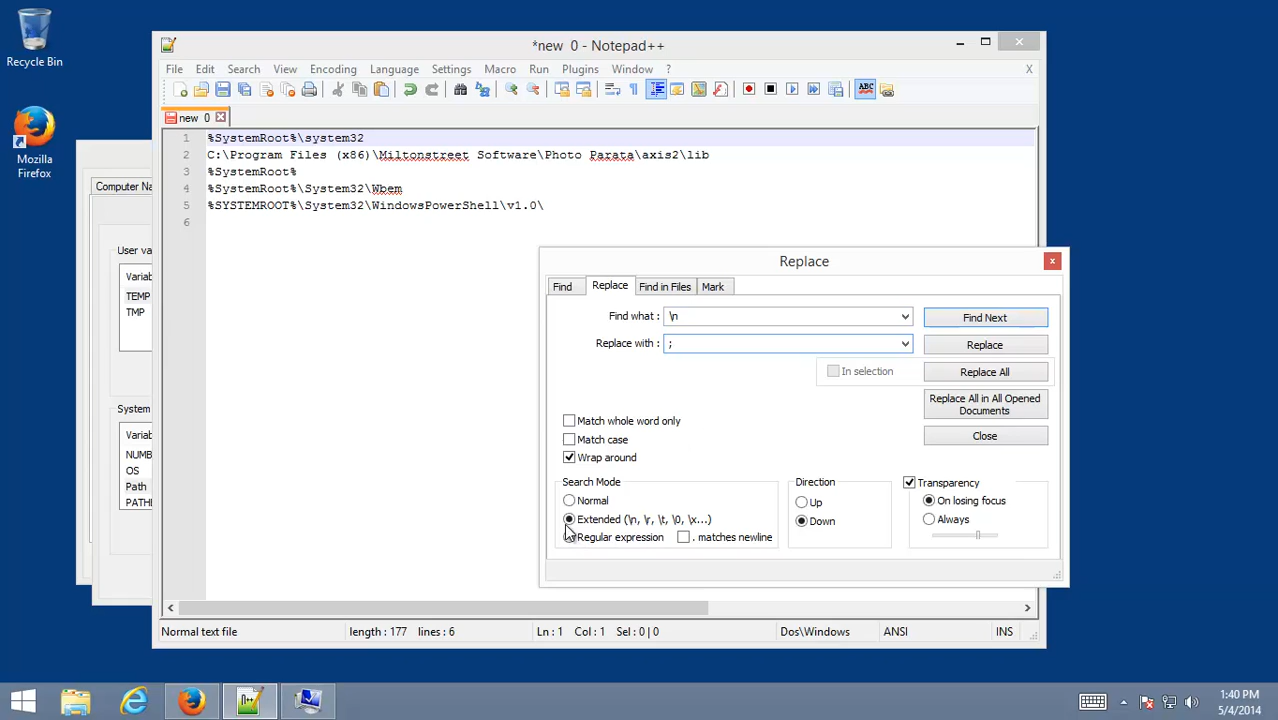 Recycle Bin
Mozilla
Firefox
*new 0 - Notepad++
File Edit Search View Encoding Language Settings Macro Run Plugins Window ? X
new 0
1 %SystemRoot%\system32
2 C:\Program Files (x86)\Miltonstreet Software\Photo Parata\axis2\lib
3 %SystemRoot%
4 %SystemRoot%\System32\Wbem
5 %SYSTEMROOT%\System32\WindowsPowerShell\v1.0\
6
Computer Na
User va
Variab
TEMP
TMP
System
Variab
NUMB
OS
Path
PATH
Replace
Find Replace Find in Files Mark
Find what : \n Find Next
Replace with : ; Replace
In selection Replace All
Replace All in All Opened
Documents
Close
Match whole word only
Match case
Wrap around
Search Mode
Normal
Extended (\n, \r, \t, \0, \x...)
Regular expression . matches newline
Direction
Up
Down
Transparency
On losing focus
Always
Normal text file length : 177 lines : 6 Ln : 1 Col : 1 Sel : 0 | 0 Dos\Windows ANSI INS
1:40 PM
5/4/2014